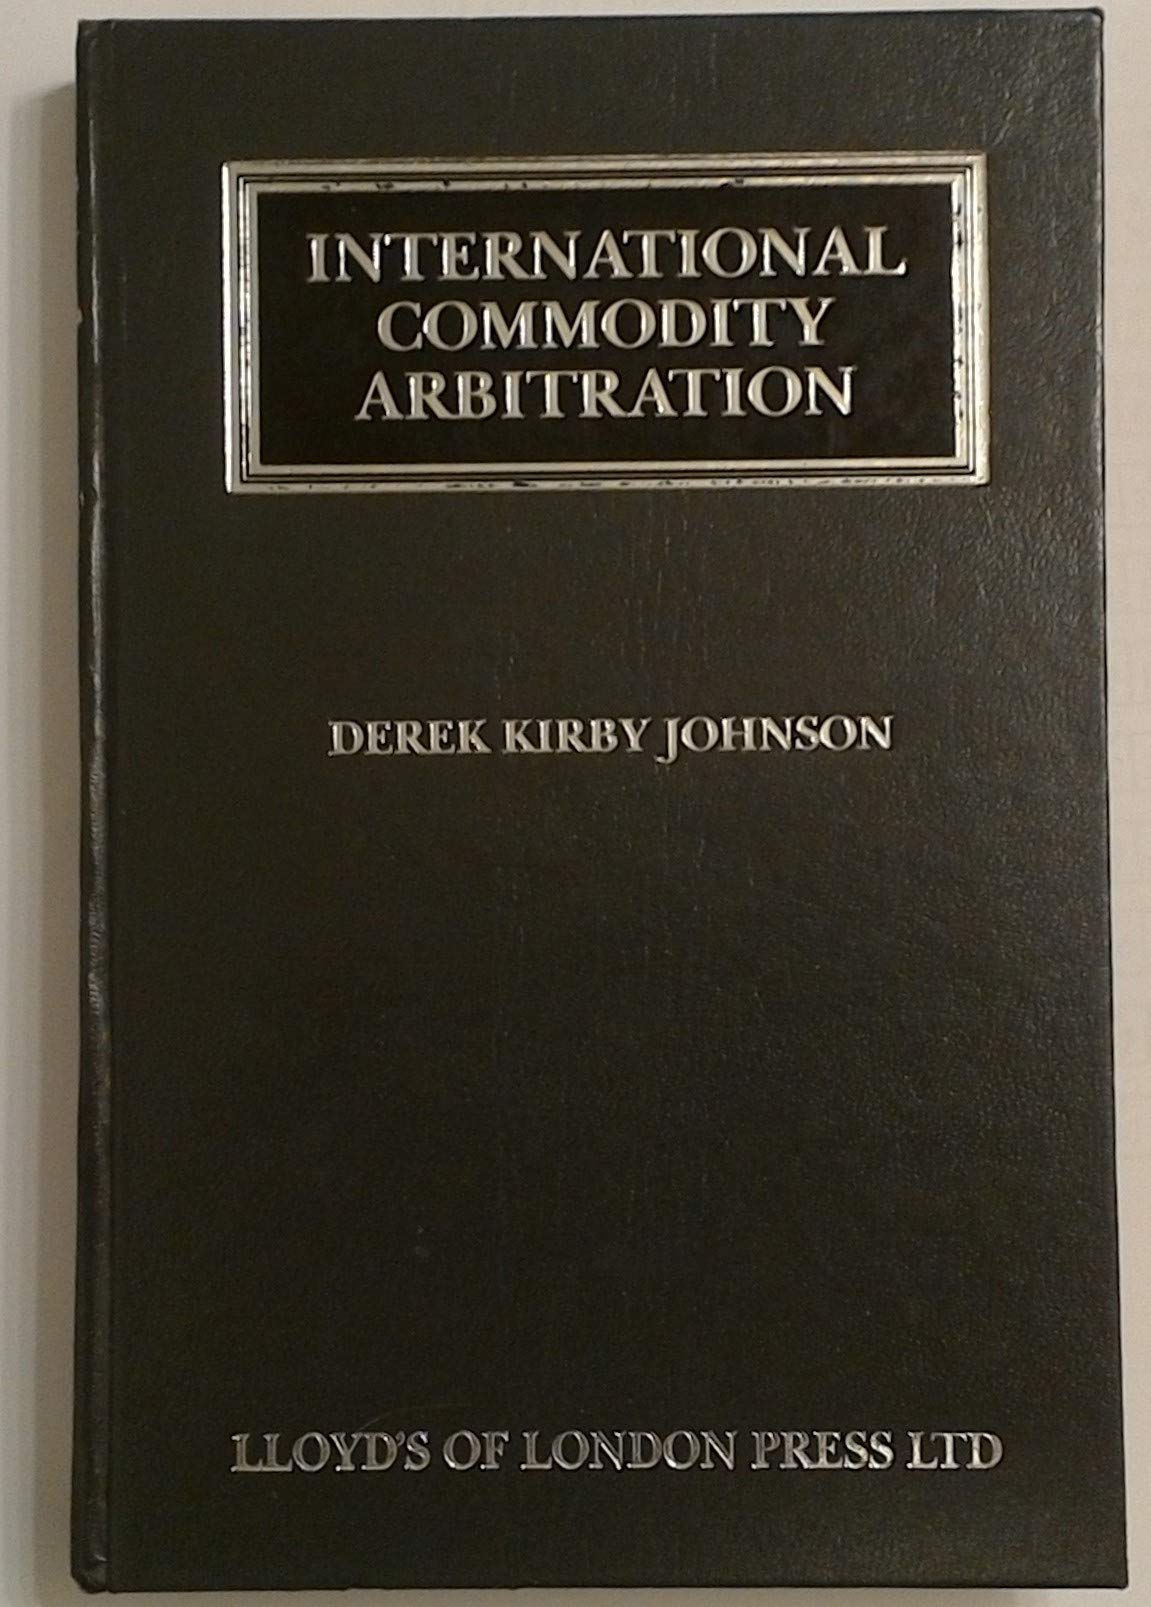 INTERNATIONAL
COMMODITY
ARBITRATION
DEREK KIRBY JOHNSON
LLOYD'S OF LONDON PRESS LTD